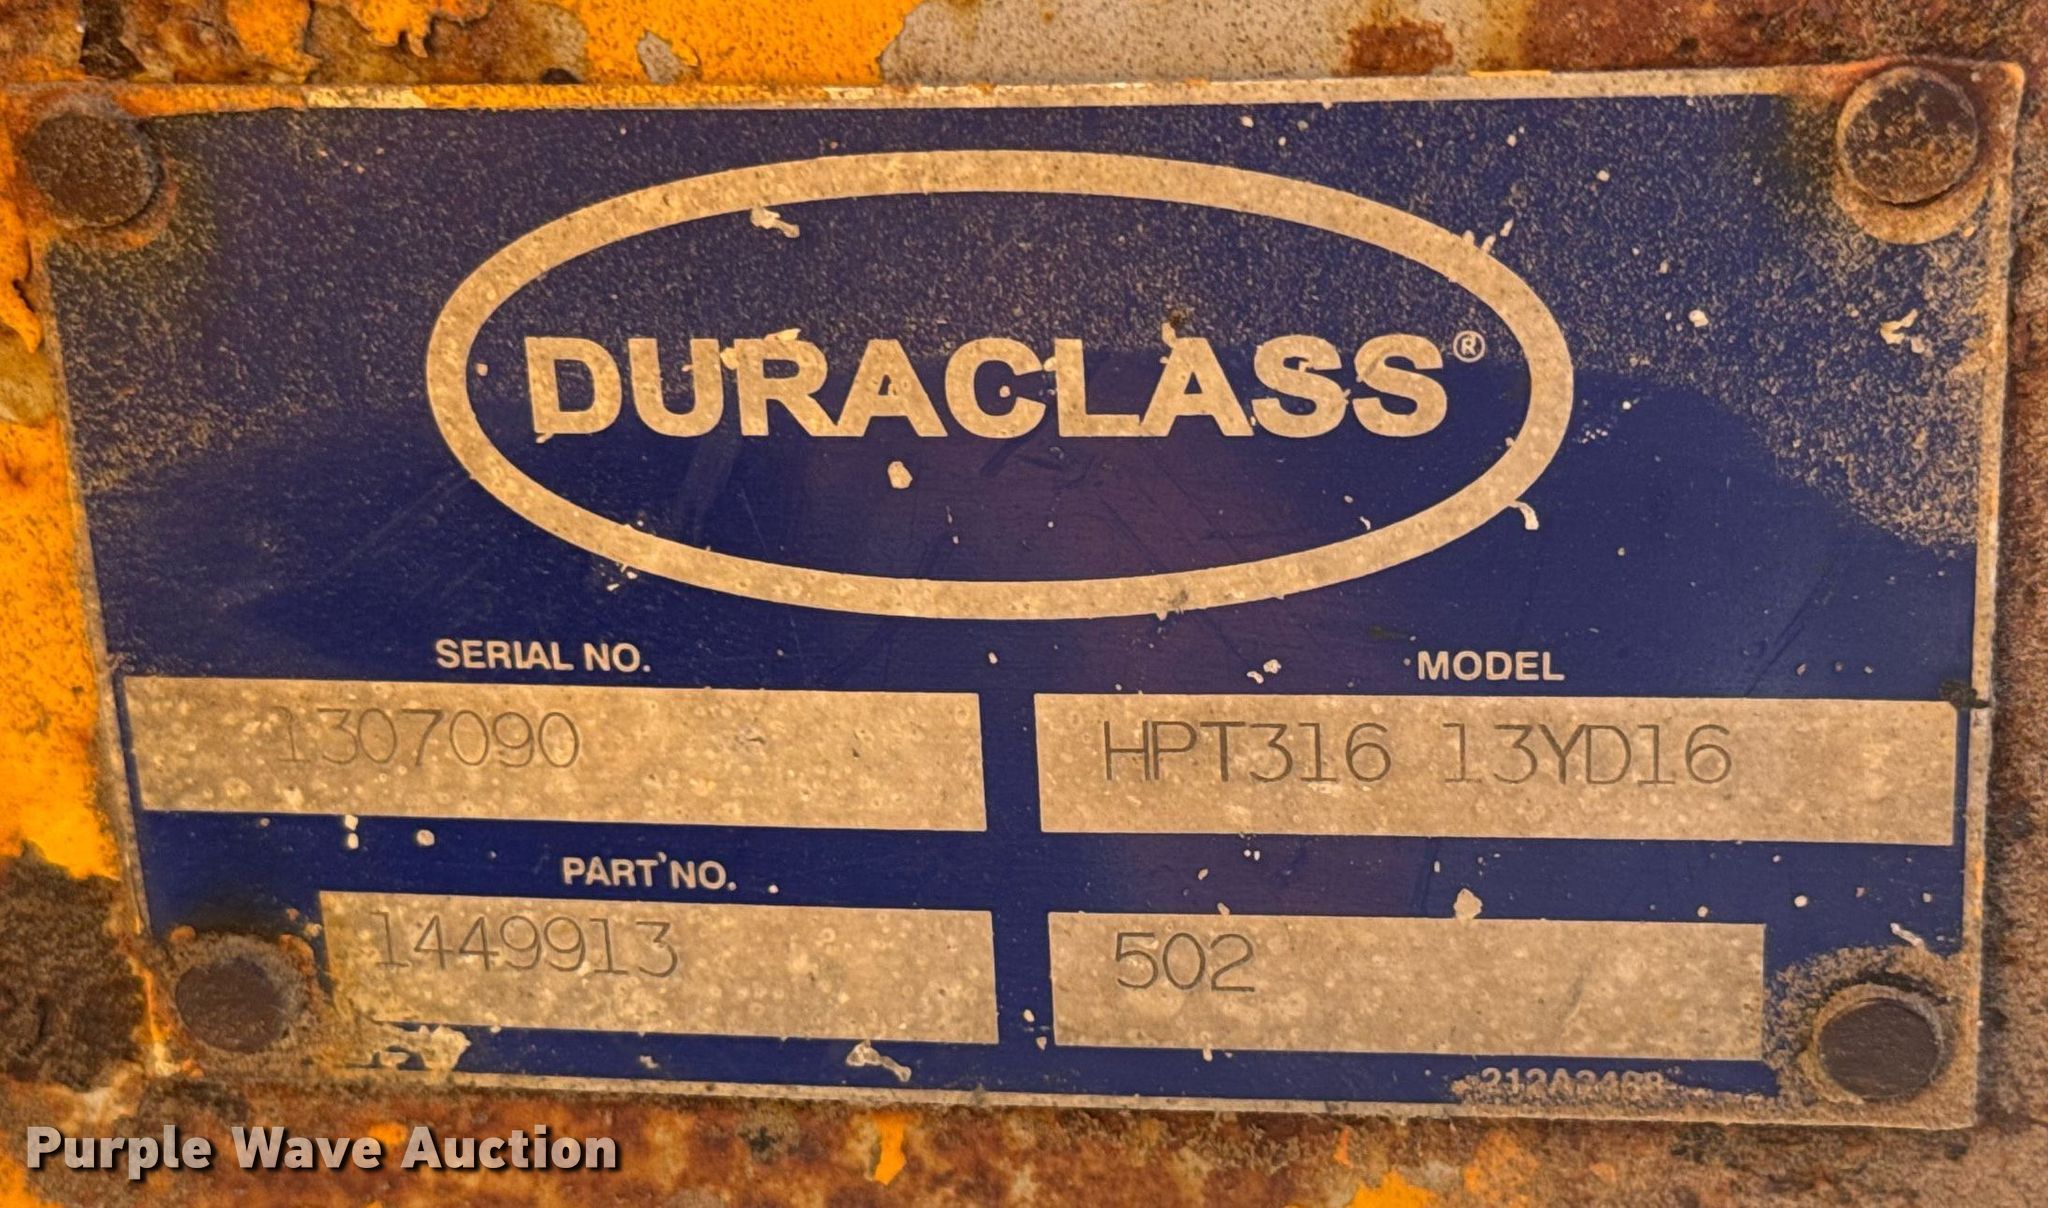 DURACLASS®
SERIAL NO.
MODEL
1307090
HPT316 13YD16
PART NO.
1449913
502
Purple Wave Auction